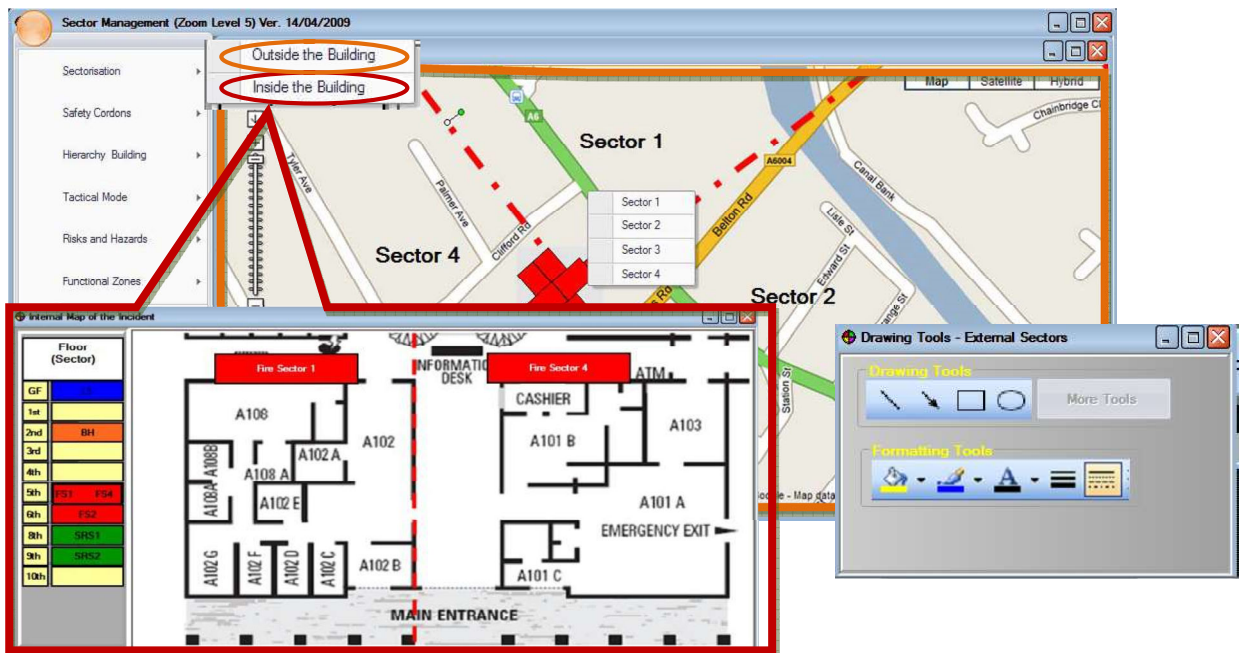 Sector Management (Zoom Level 5) Ver. 14/04/2009
Sectorisation
Safety Cordons
Hierarchy Building
Tactical Mode
Risks and Hazards
Functional Zones
Outside the Building
Inside the Building
Map
Satellite
Hybrid
Chainbridge
A6
Sector 1
A6004
Tyler Ave
Palmer Ave
Canal Bank
Sector 1
Sector 2
Sector 3
Sector 4
Belton Rd
Lisle St
Clifford Rd
Sector 4
Edward St
Rd
Sector 2
Station St
Map data
Internal Map of the Incident
Floor
(Sector)
GF
1st
2nd BH
3rd
4th
5th FS1 FS4
6th FS2
8th SRS1
9th SRS2
10th
Fire Sector 1
INFORMATIO
DESK
Fire Sector 4
ATM
CASHIER
A108
A102
A101 B
A103
A108B
A108 A
A102 A
A108A
A102 E
A101 A
EMERGENCY EXIT
A102 G
A102 F
A102 D
A102 C
A102 B
A101 C
MAIN ENTRANCE
Drawing Tools - External Sectors
Drawing Tools
More Tools
Formatting Tools
A